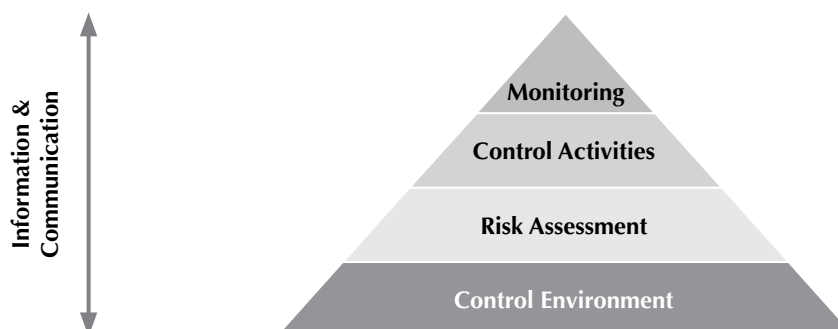 Information &
Communication
Monitoring
Control Activities
Risk Assessment
Control Environment